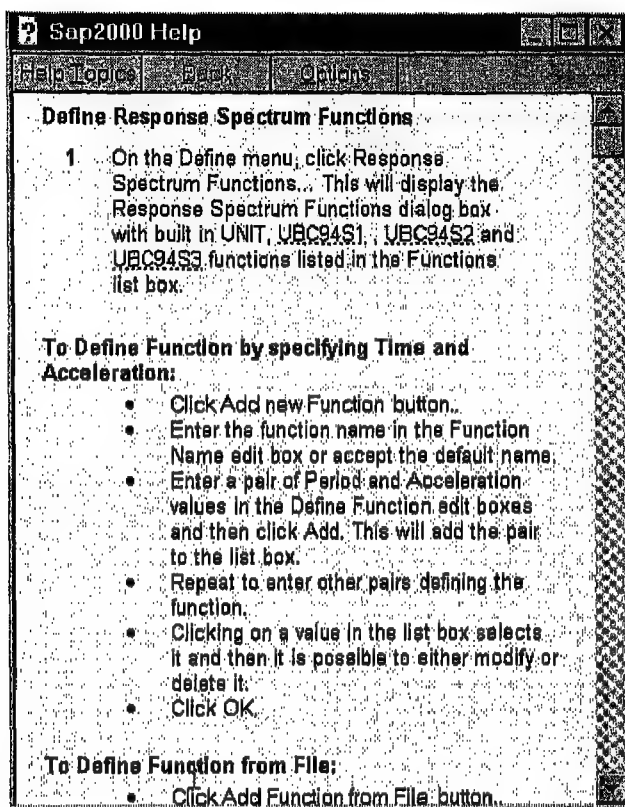 ? Sap2000 Help
Help Topics Back Options
Define Response Spectrum Functions
1 On the Define menu, click Response
Spectrum Functions... This will display the
Response Spectrum Functions dialog box
with built in UNIT, UBC94S1 , UBC94S2 and
UBC94S3 functions listed in the Functions
list box.
To Define Function by specifying Time and
Acceleration:
• Click Add new Function button..
• Enter the function name in the Function
Name edit box or accept the default name.
• Enter a pair of Period and Acceleration
values in the Define Function edit boxes
and then click Add. This will add the pair
to the list box.
• Repeat to enter other pairs defining the
function.
• Clicking on a value in the list box selects
it and then it is possible to either modify or
delete it.
• Click OK.
To Define Function from File:
• Click Add Function from File button..